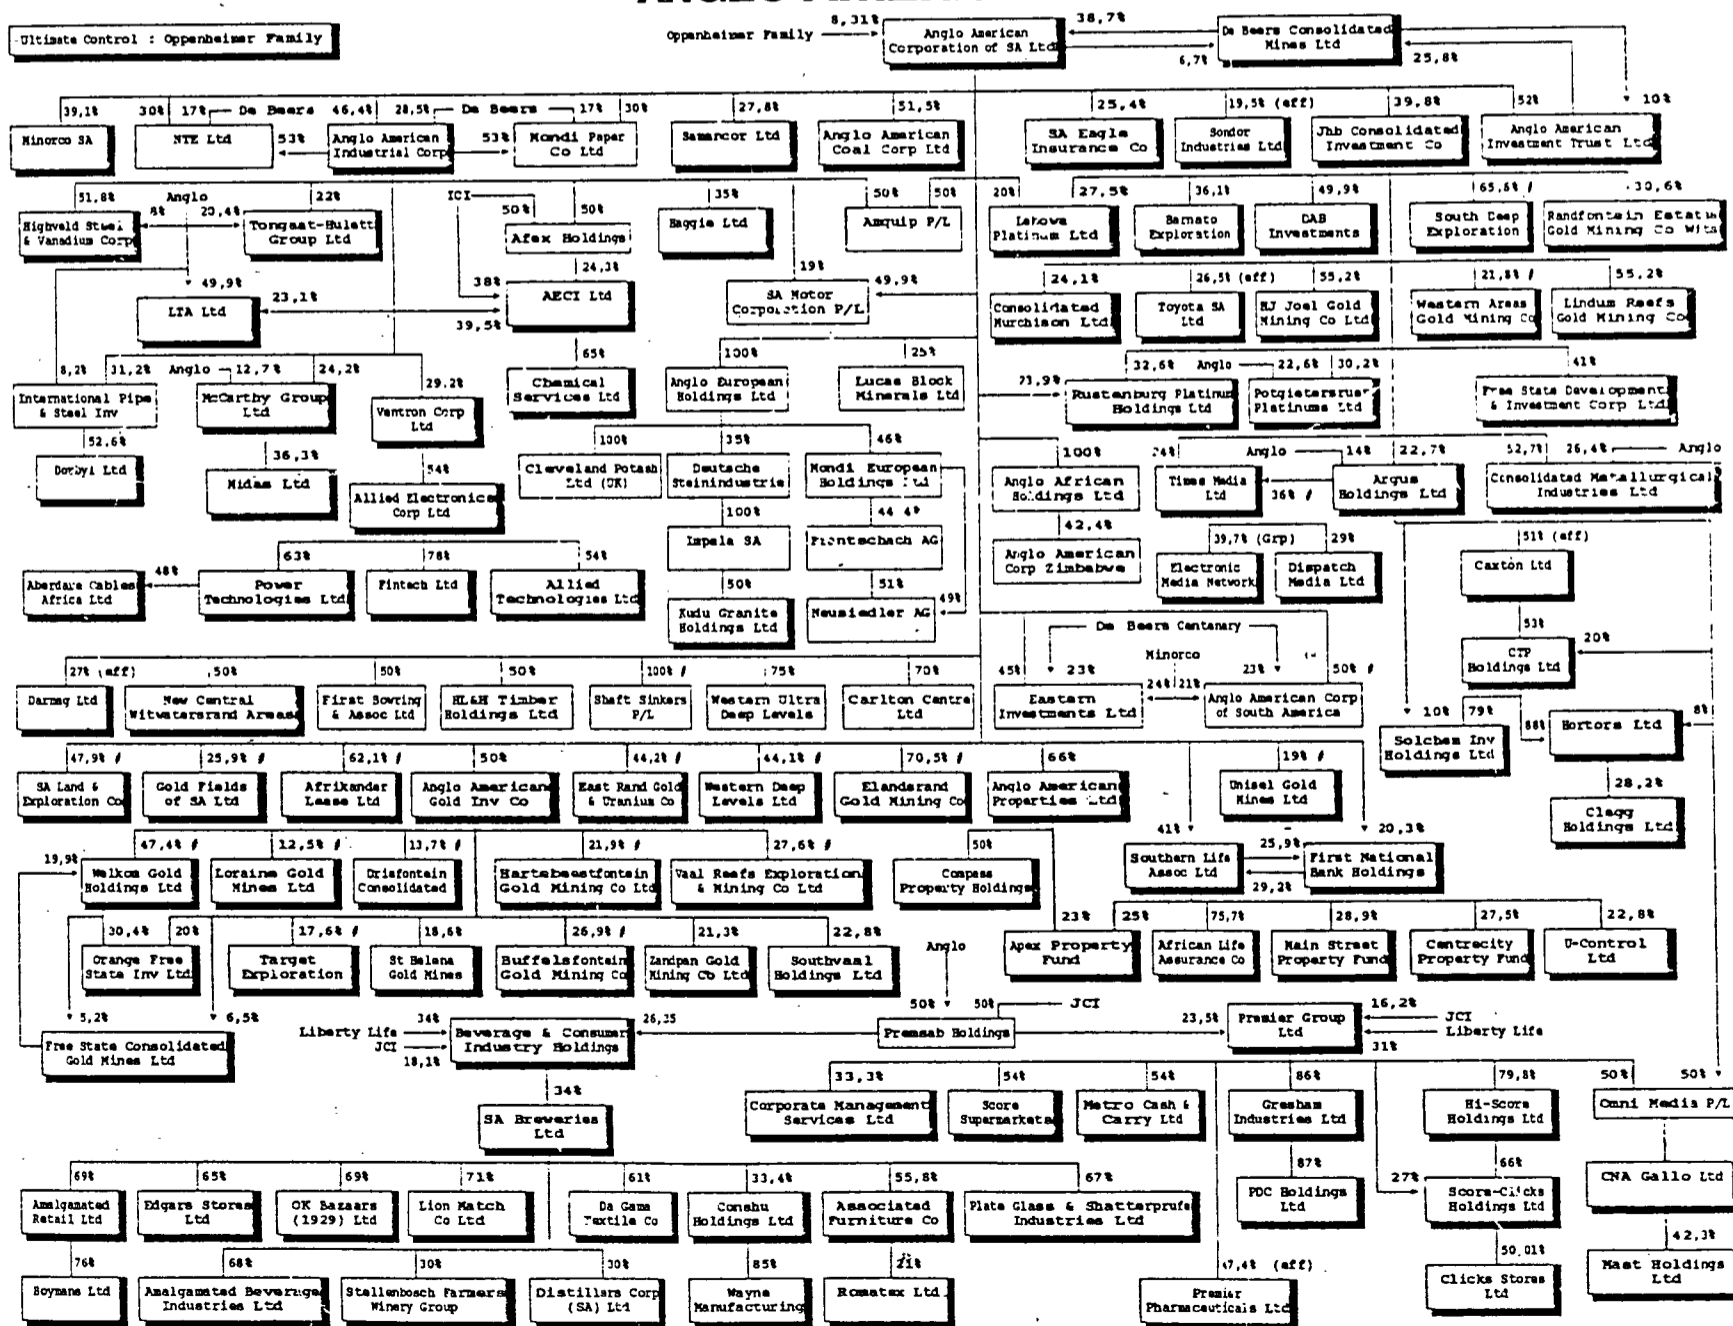 Ultimate Control : Oppenheimer Family
Oppenheimer Family
8,31%
Anglo American
Corporation of SA Ltd
38,7%
6,7%
De Beers Consolidated
Mines Ltd
25,8%
39,1%
30%
17%
De Beers
46,4%
28,5%
De Beers
17%
30%
27,8%
51,5%
25,4%
19,5% (eff)
39,8%
52%
10%
Minorco SA
NTE Ltd
53%
Anglo American
Industrial Corp
53%
Mondi Paper
Co Ltd
Samancor Ltd
Anglo American
Coal Corp Ltd
SA Eagle
Insurance Co
Sondor
Industries Ltd
Jhb Consolidated
Investment Co
Anglo American
Investment Trust Ltd
51,8%
Anglo
8%
20,4%
22%
ICI
50%
50%
35%
50%
50%
20%
27,5%
36,1%
49,9%
65,6% #
30,6%
Highveld Steel
& Vanadium Corp
Tongaat-Hulett
Group Ltd
Afex Holdings
Haggie Ltd
Amquip P/L
Lebowa
Platinum Ltd
Barnato
Exploration
DAB
Investments
South Deep
Exploration
Randfontein Estates
Gold Mining Co Wits
49,9%
23,1%
38%
24,3%
19%
49,9%
24,1%
26,5% (eff)
55,2%
21,8% #
55,2%
LTA Ltd
39,5%
AECI Ltd
SA Motor
Corporation P/L
Consolidated
Murchison Ltd
Toyota SA
Ltd
HJ Joel Gold
Mining Co Ltd
Western Areas
Gold Mining Co
Lindum Reefs
Gold Mining Co
8,2%
31,2%
Anglo
12,7%
24,2%
29,2%
65%
100%
25%
73,9%
32,6%
Anglo
22,6%
30,2%
41%
International Pipe
& Steel Inv
McCarthy Group
Ltd
Ventron Corp
Ltd
Chemical
Services Ltd
Anglo European
Holdings Ltd
Lucas Block
Minerals Ltd
Rustenburg Platinum
Holdings Ltd
Potgietersrust
Platinums Ltd
Free State Development
& Investment Corp Ltd
52,6%
36,3%
54%
100%
35%
46%
100%
24%
Anglo
14%
22,7%
52,7%
26,4%
Anglo
Dorbyl Ltd
Midas Ltd
Allied Electronics
Corp Ltd
Cleveland Potash
Ltd (UK)
Deutsche
Steinindustrie
Mondi European
Holdings Ltd
Anglo African
Holdings Ltd
Times Media
Ltd
36% #
Argus
Holdings Ltd
Consolidated Metallurgical
Industries Ltd
48%
63%
78%
54%
100%
44,4%
42,4%
39,7% (Grp)
29%
51% (eff)
Aberdare Cables
Africa Ltd
Power
Technologies Ltd
Fintech Ltd
Allied
Technologies Ltd
Impala SA
Frantschach AG
Anglo American
Corp Zimbabwe
Electronic
Media Network
Dispatch
Media Ltd
Caxton Ltd
50%
51%
49%
53%
20%
Kudu Granite
Holdings Ltd
Neusiedler AG
De Beers Centenary
CTP
Holdings Ltd
27% (eff)
50%
50%
50%
100% #
75%
70%
45%
23%
Minorco
24%
21%
23%
50% #
Darmag Ltd
New Central
Witwatersrand Areas
First Bowring
& Assoc Ltd
HL&H Timber
Holdings Ltd
Shaft Sinkers
P/L
Western Ultra
Deep Levels
Carlton Centre
Ltd
Eastern
Investments Ltd
Anglo American Corp
of South America
10%
79%
88%
8%
Solchem Inv
Holdings Ltd
Hortors Ltd
47,9% #
25,9% #
62,1% #
50%
44,2% #
44,1% #
70,5% #
66%
19% #
28,2%
SA Land &
Exploration Co
Gold Fields
of SA Ltd
Afrikander
Lease Ltd
Anglo American
Gold Inv Co
East Rand Gold
& Uranium Co
Western Deep
Levels Ltd
Elandsrand
Gold Mining Co
Anglo American
Properties Ltd
Unisel Gold
Mines Ltd
Clegg
Holdings Ltd
19,9%
47,4% #
12,5% #
13,7% #
21,9% #
27,6% #
50%
41%
25,9%
20,3%
Welkom Gold
Holdings Ltd
Loraine Gold
Mines Ltd
Driefontein
Consolidated
Hartebeestfontein
Gold Mining Co Ltd
Vaal Reefs Exploration
& Mining Co Ltd
Compass
Property Holdings
Southern Life
Assoc Ltd
29,2%
First National
Bank Holdings
30,4%
20%
17,6% #
18,6%
26,9% #
21,3%
22,8%
Anglo
23%
25%
75,7%
28,9%
27,5%
22,8%
Orange Free
State Inv Ltd
Target
Exploration
St Helena
Gold Mines
Buffelsfontein
Gold Mining Co
Zandpan Gold
Mining Co Ltd
Southvaal
Holdings Ltd
Apex Property
Fund
African Life
Assurance Co
Main Street
Property Fund
Centrecity
Property Fund
U-Control
Ltd
5,2%
6,5%
Liberty Life
34%
JCI
18,1%
Beverage & Consumer
Industry Holdings
26,35
50%
50%
JCI
Premsab Holdings
23,5%
Premier Group
Ltd
16,2%
JCI
Liberty Life
31%
Free State Consolidated
Gold Mines Ltd
34%
33,3%
54%
54%
86%
79,8%
50%
50%
SA Breweries
Ltd
Corporate Management
Services Ltd
Score
Supermarkets
Metro Cash &
Carry Ltd
Gresham
Industries Ltd
Hi-Score
Holdings Ltd
Omni Media P/L
69%
65%
69%
71%
61%
33,4%
55,8%
67%
87%
27%
66%
Amalgamated
Retail Ltd
Edgars Stores
Ltd
OK Bazaars
(1929) Ltd
Lion Match
Co Ltd
Da Gama
Textile Co
Conshu
Holdings Ltd
Associated
Furniture Co
Plate Glass & Shatterprufe
Industries Ltd
PDC Holdings
Ltd
Score-Clicks
Holdings Ltd
CNA Gallo Ltd
76%
68%
30%
30%
85%
47,4% (eff)
50,01%
42,3%
Boymans Ltd
Amalgamated Beverage
Industries Ltd
Stellenbosch Farmers
Winery Group
Distillers Corp
(SA) Ltd
Wayne
Manufacturing
Romatex Ltd
Premier
Pharmaceuticals Ltd
Clicks Stores
Ltd
Mast Holdings
Ltd